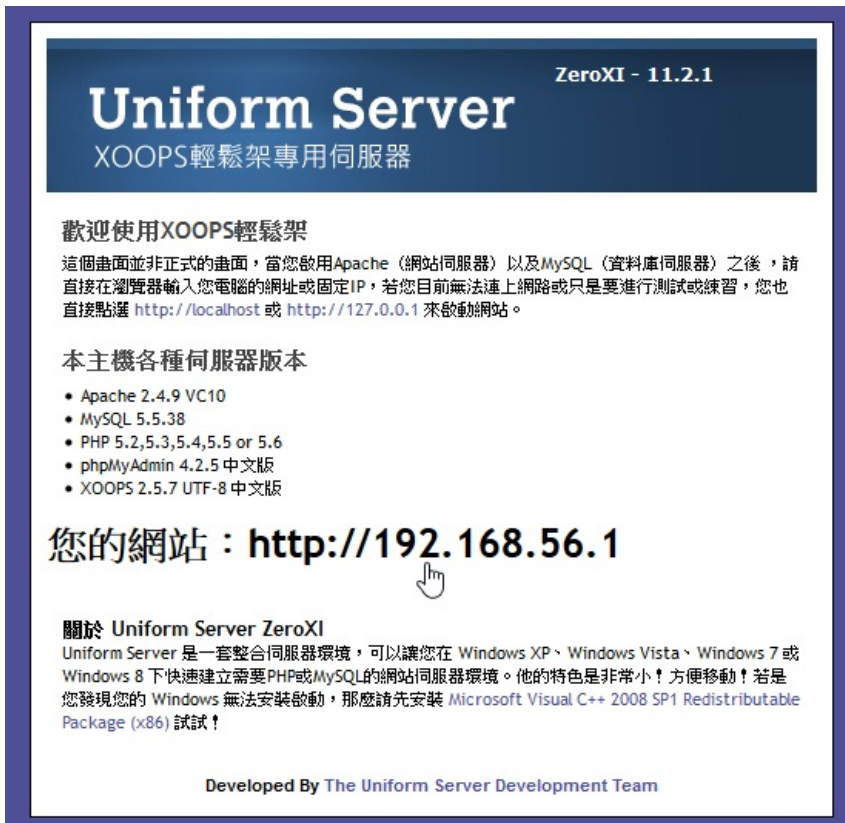 ZeroXI - 11.2.1
Uniform Server
XOOPS輕鬆架專用伺服器
歡迎使用XOOPS輕鬆架
這個畫面並非正式的畫面，當您啟用Apache（網站伺服器）以及MySQL（資料庫伺服器）之後，請
直接在瀏覽器輸入您電腦的網址或固定IP，若您目前無法連上網路或只是要進行測試或練習，您也
直接點選 http://localhost 或 http://127.0.0.1 來啟動網站。
本主機各種伺服器版本
• Apache 2.4.9 VC10
• MySQL 5.5.38
• PHP 5.2,5.3,5.4,5.5 or 5.6
• phpMyAdmin 4.2.5 中文版
• XOOPS 2.5.7 UTF-8 中文版
您的網站：http://192.168.56.1
關於 Uniform Server ZeroXI
Uniform Server 是一套整合伺服器環境，可以讓您在 Windows XP、Windows Vista、Windows 7 或
Windows 8 下快速建立需要PHP或MySQL的網站伺服器環境。他的特色是非常小！方便移動！若是
您發現您的 Windows 無法安裝啟動，那麼請先安裝 Microsoft Visual C++ 2008 SP1 Redistributable
Package (x86) 試試！
Developed By The Uniform Server Development Team